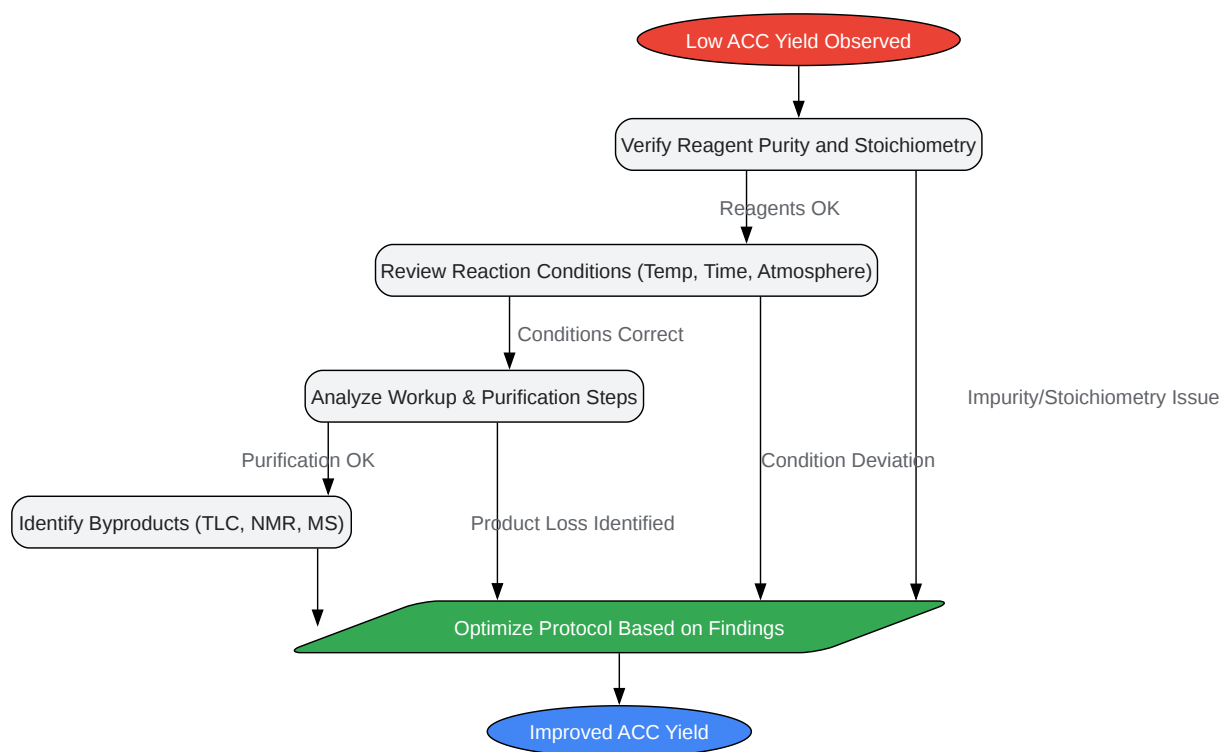 Low ACC Yield Observed
Verify Reagent Purity and Stoichiometry
Reagents OK
Review Reaction Conditions (Temp, Time, Atmosphere)
Conditions Correct
Analyze Workup & Purification Steps
Impurity/Stoichiometry Issue
Purification OK
Condition Deviation
Identify Byproducts (TLC, NMR, MS)
Product Loss Identified
Optimize Protocol Based on Findings
Improved ACC Yield